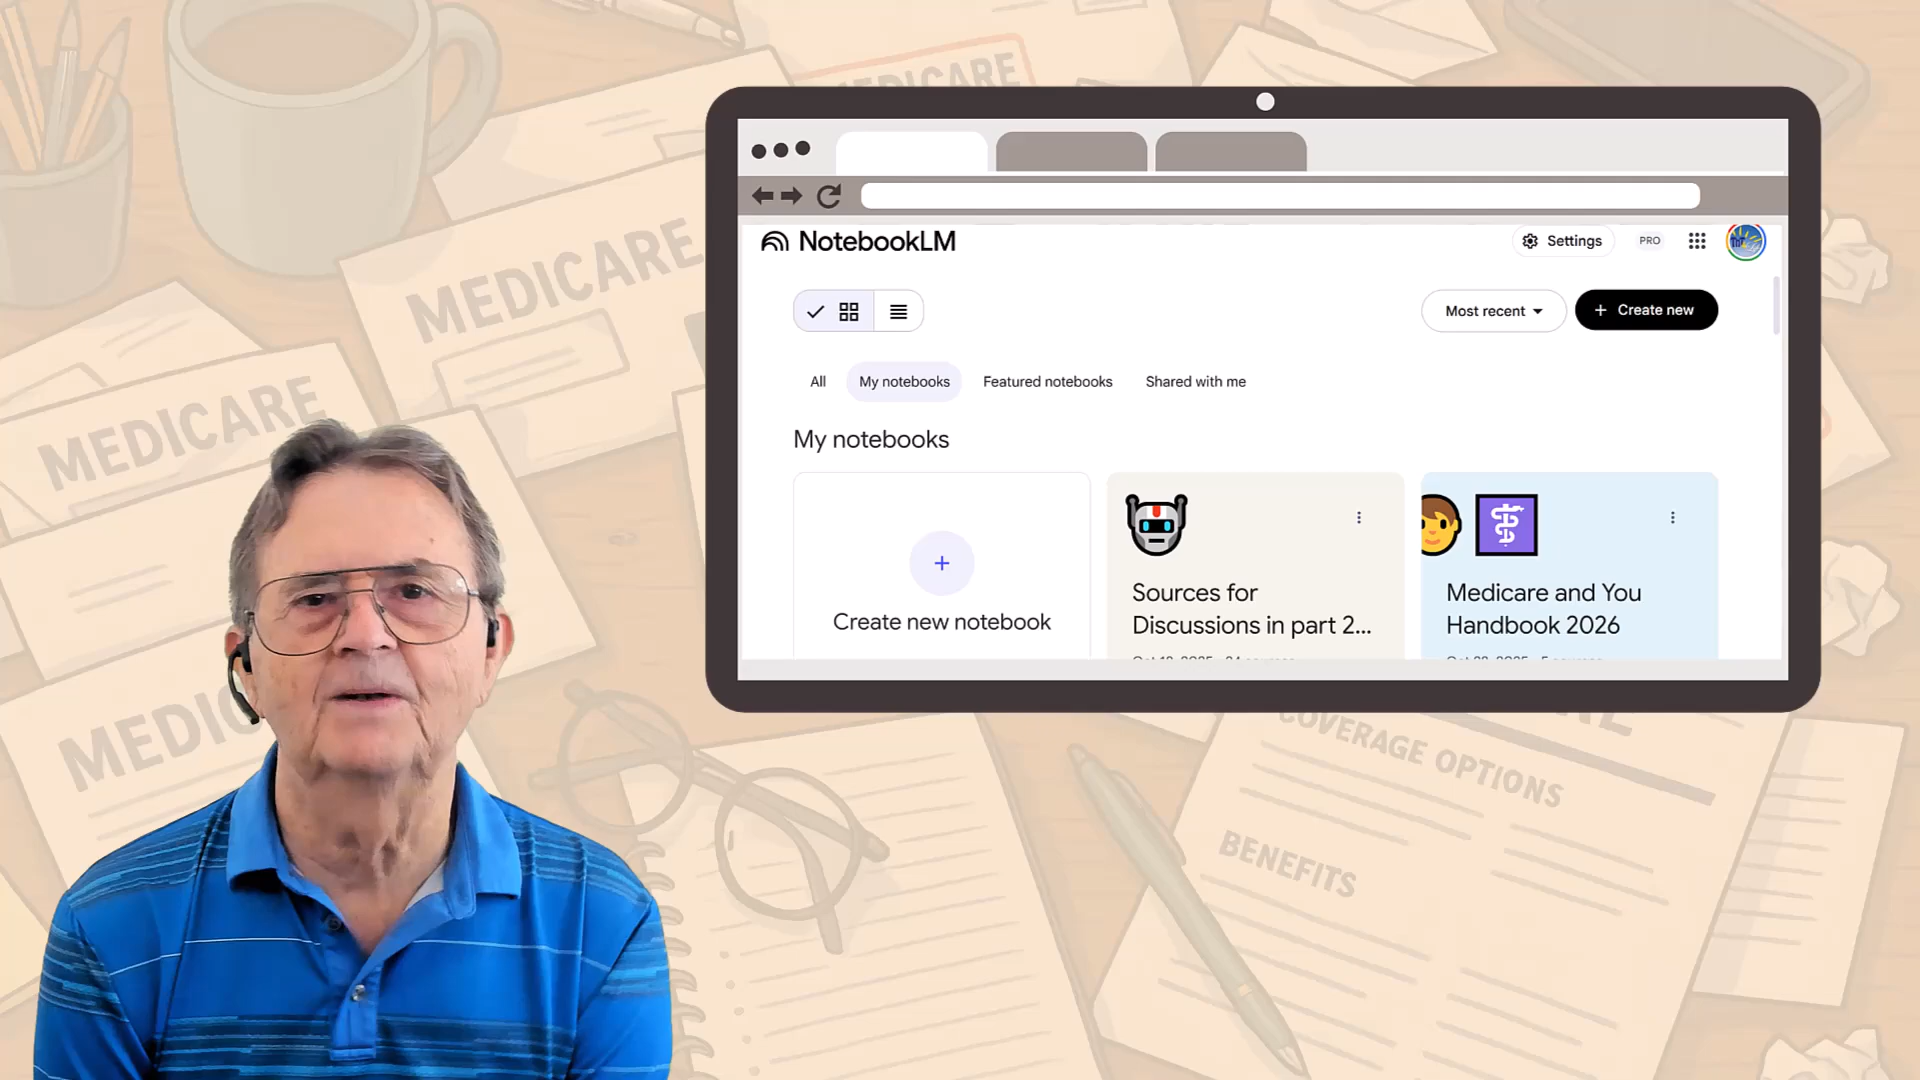 MEDICARE
MEDICARE
MEDICARE
NotebookLM
Settings
PRO
Most recent
+ Create new
All
My notebooks
Featured notebooks
Shared with me
My notebooks
+
Create new notebook
Sources for
Discussions in part 2...
Medicare and You
Handbook 2026
COVERAGE OPTIONS
BENEFITS